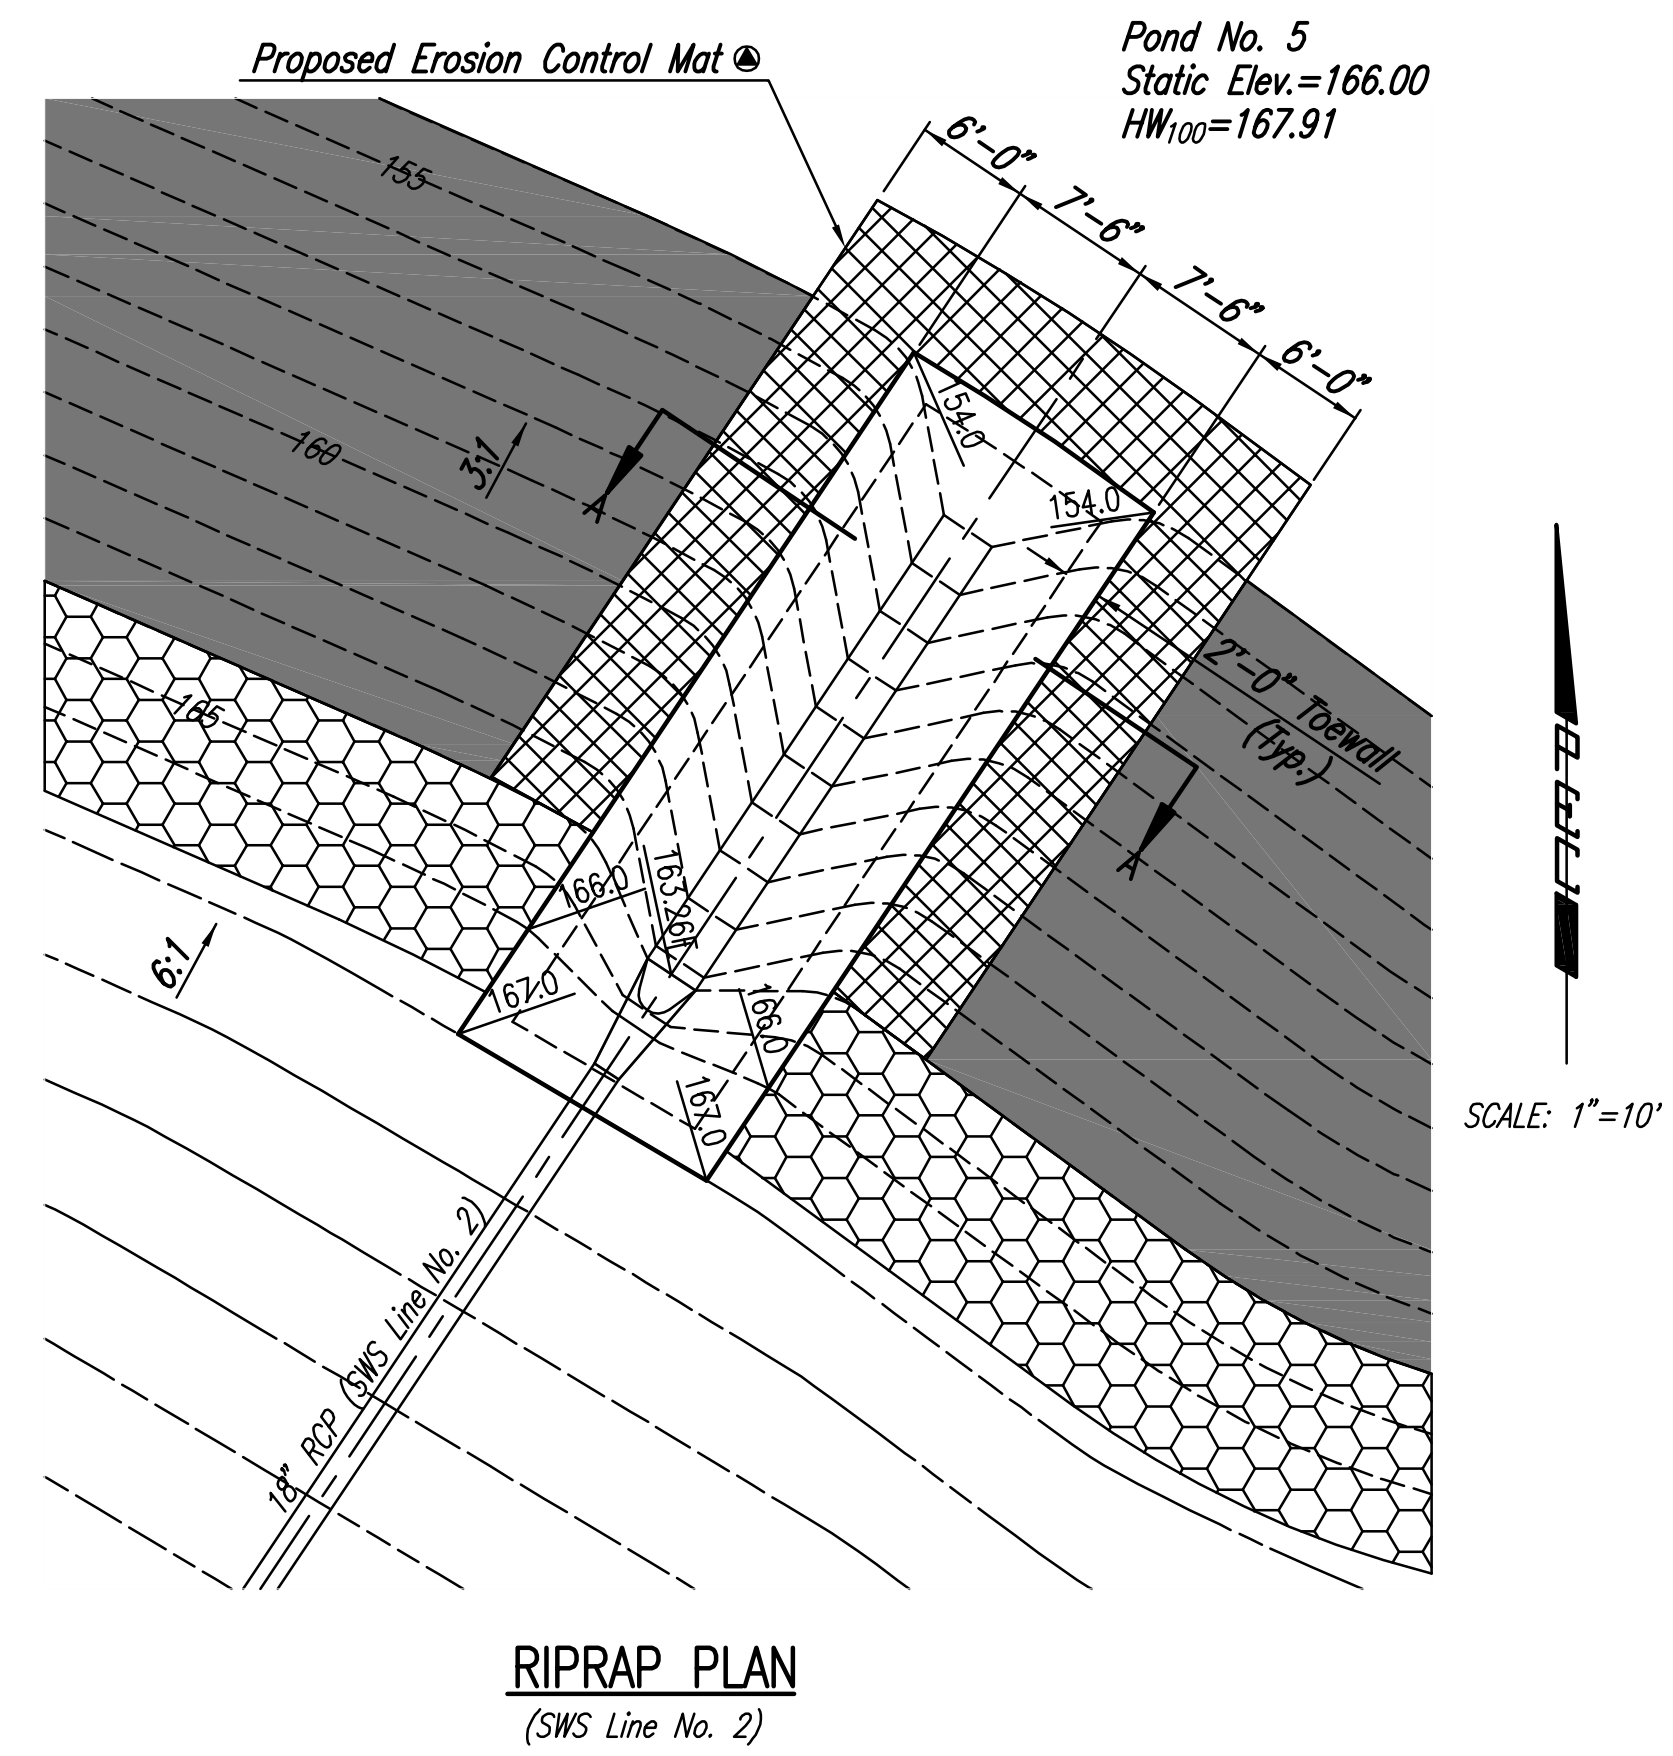 Pond No. 5
Static Elev.=166.00
HW100=167.91
Proposed Erosion Control Mat
6'-0"
7'-6"
7'-6"
6'-0"
155
160
165
3:1
A
154.0
154.0
2'-0" Toewall
(Typ.)
A
166.0
163.26
167.0
166.0
167.0
6:1
18" RCP (SWS Line No. 2)
SCALE: 1"=10'
RIPRAP PLAN
(SWS Line No. 2)